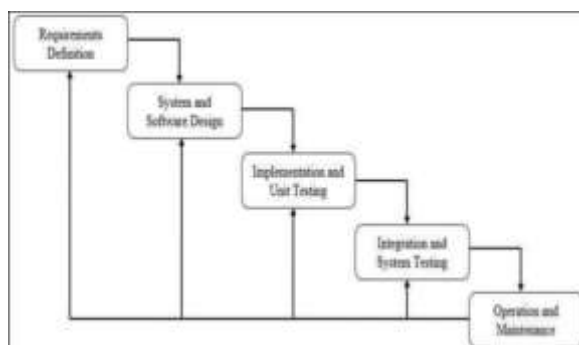 Requirements
Definition
System and
Software Design
Implementation and
Unit Testing
Integration and
System Testing
Operation and
Maintenance